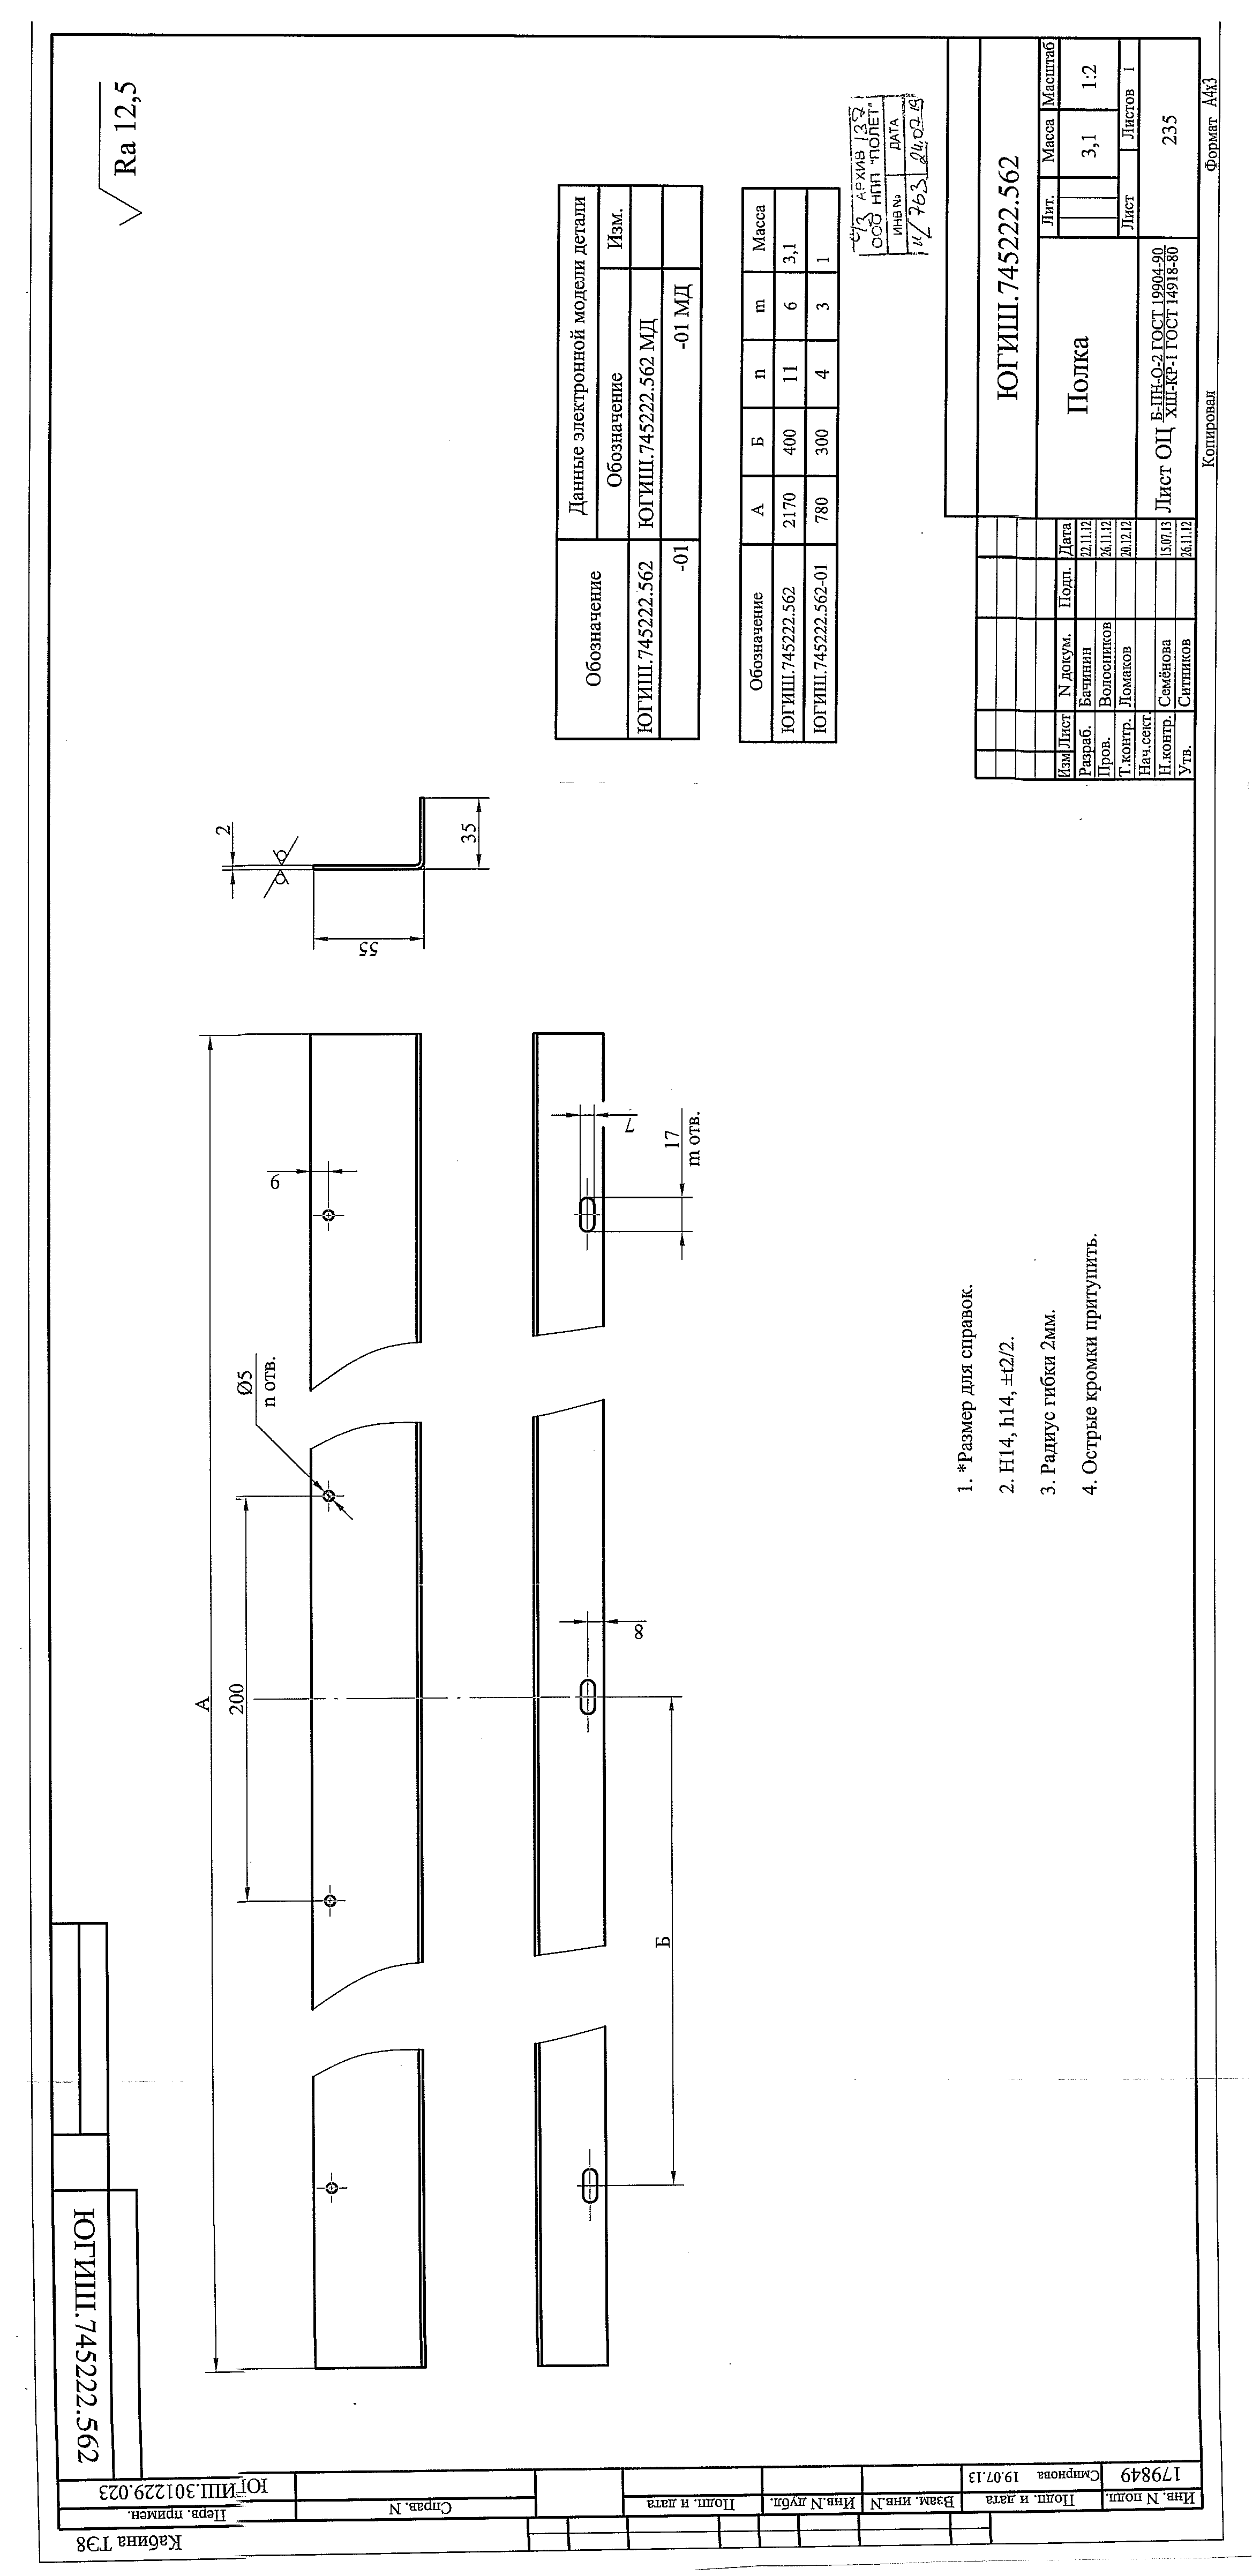 ЮГИШ.745222.562
Ra 12,5
Кабина ТЭ8
Перв. примен.
ЮГИШ.301229.023
Справ. N
Подп. и дата
Инв.N дубл.
Взам. инв.N
Подп. и дата
Смирнова 19.07.13
Инв. N подл.
179849
А
200
Ø5
n отв.
9
55
2
35
Б
8
7
17
m отв.
1. *Размер для справок.
2. H14, h14, ±t2/2.
3. Радиус гибки 2мм.
4. Острые кромки притупить.
Обозначение Данные электронной модели детали
Обозначение Изм.
ЮГИШ.745222.562 ЮГИШ.745222.562 МД
-01 -01 МД
Обозначение А Б n m Масса
ЮГИШ.745222.562 2170 400 11 6 3,1
ЮГИШ.745222.562-01 780 300 4 3 1
АРХИВ 137
ООО НПП "ПОЛЕТ"
ИНВ № ДАТА
и/763 24.07.19
ЮГИШ.745222.562
Изм Лист N докум. Подп. Дата
Разраб. Бачинин 22.11.12
Пров. Волосников 26.11.12
Т.контр. Ломаков 20.12.12
Нач.сект.
Н.контр. Семёнова 15.07.13
Утв. Ситников 26.11.12
Полка
Лит. Масса Масштаб
3,1 1:2
Лист Листов 1
Лист ОЦ Б-ПН-О-2 ГОСТ 19904-90
ХШ-КР-1 ГОСТ 14918-80
235
Копировал
Формат А4х3